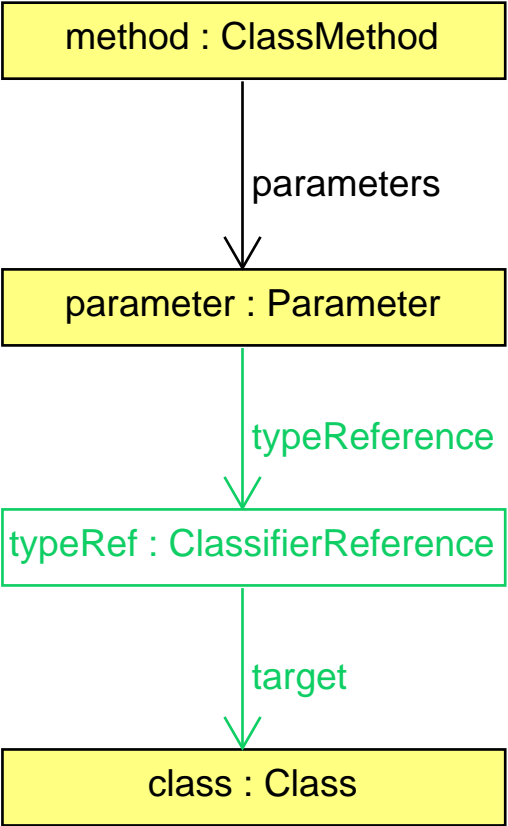 method : ClassMethod
parameters
parameter : Parameter
typeReference
typeRef : ClassifierReference
target
class : Class